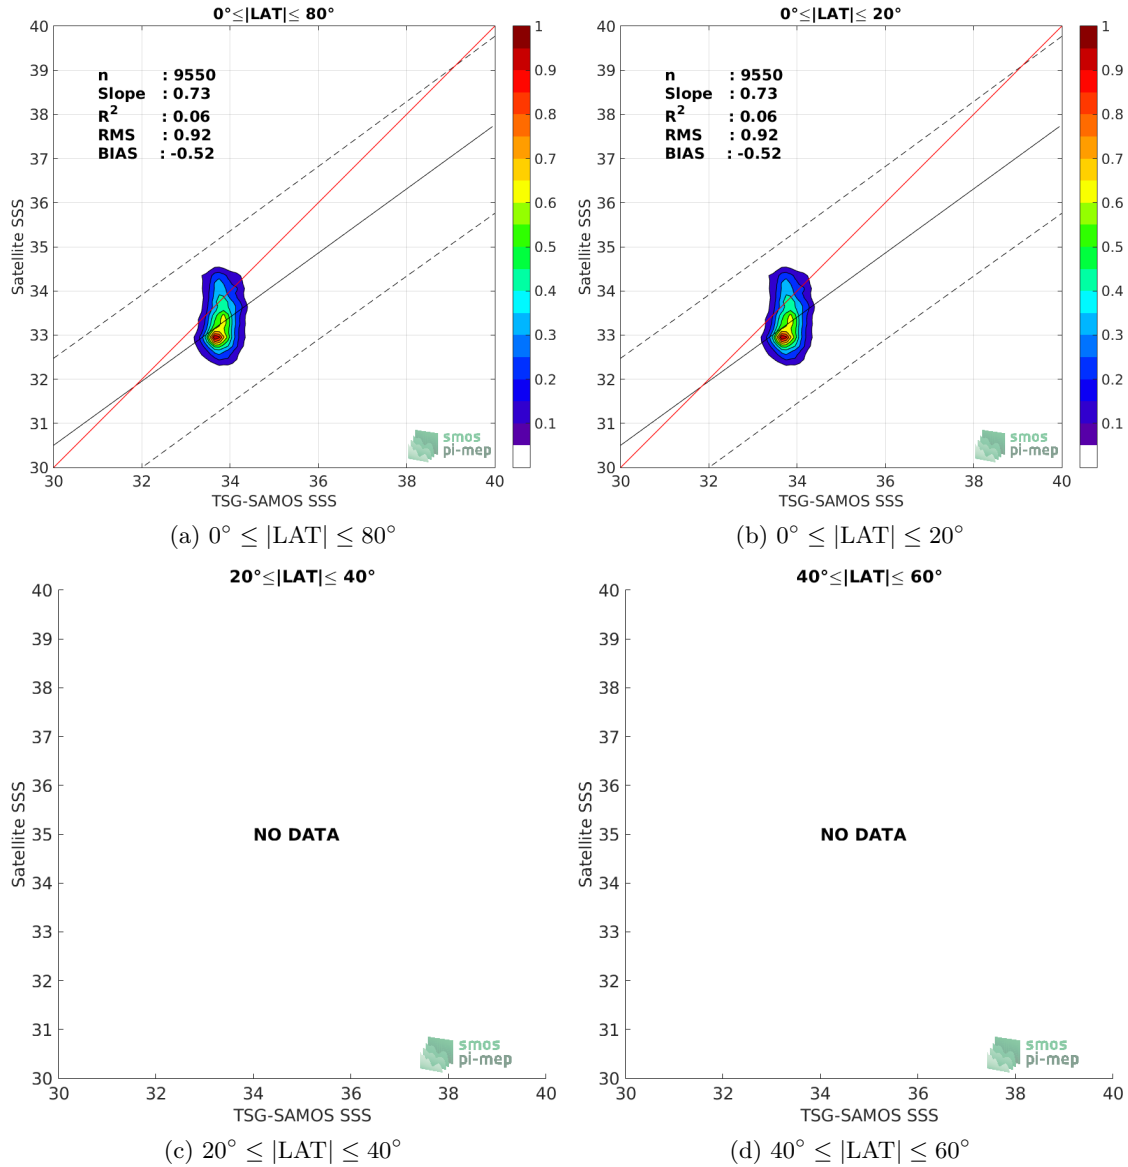 0°≤|LAT|≤ 80°
40
39
38
37
36
35
34
33
32
31
30
Satellite SSS
n : 9550
Slope : 0.73
R² : 0.06
RMS : 0.92
BIAS : -0.52
smos
pi-mep
30 32 34 36 38 40
TSG-SAMOS SSS
1
0.9
0.8
0.7
0.6
0.5
0.4
0.3
0.2
0.1
(a) 0° ≤ |LAT| ≤ 80°
0°≤|LAT|≤ 20°
40
39
38
37
36
35
34
33
32
31
30
Satellite SSS
n : 9550
Slope : 0.73
R² : 0.06
RMS : 0.92
BIAS : -0.52
smos
pi-mep
30 32 34 36 38 40
TSG-SAMOS SSS
1
0.9
0.8
0.7
0.6
0.5
0.4
0.3
0.2
0.1
(b) 0° ≤ |LAT| ≤ 20°
20°≤|LAT|≤ 40°
40
39
38
37
36
35
34
33
32
31
30
Satellite SSS
NO DATA
smos
pi-mep
30 32 34 36 38 40
TSG-SAMOS SSS
(c) 20° ≤ |LAT| ≤ 40°
40°≤|LAT|≤ 60°
40
39
38
37
36
35
34
33
32
31
30
Satellite SSS
NO DATA
smos
pi-mep
30 32 34 36 38 40
TSG-SAMOS SSS
(d) 40° ≤ |LAT| ≤ 60°